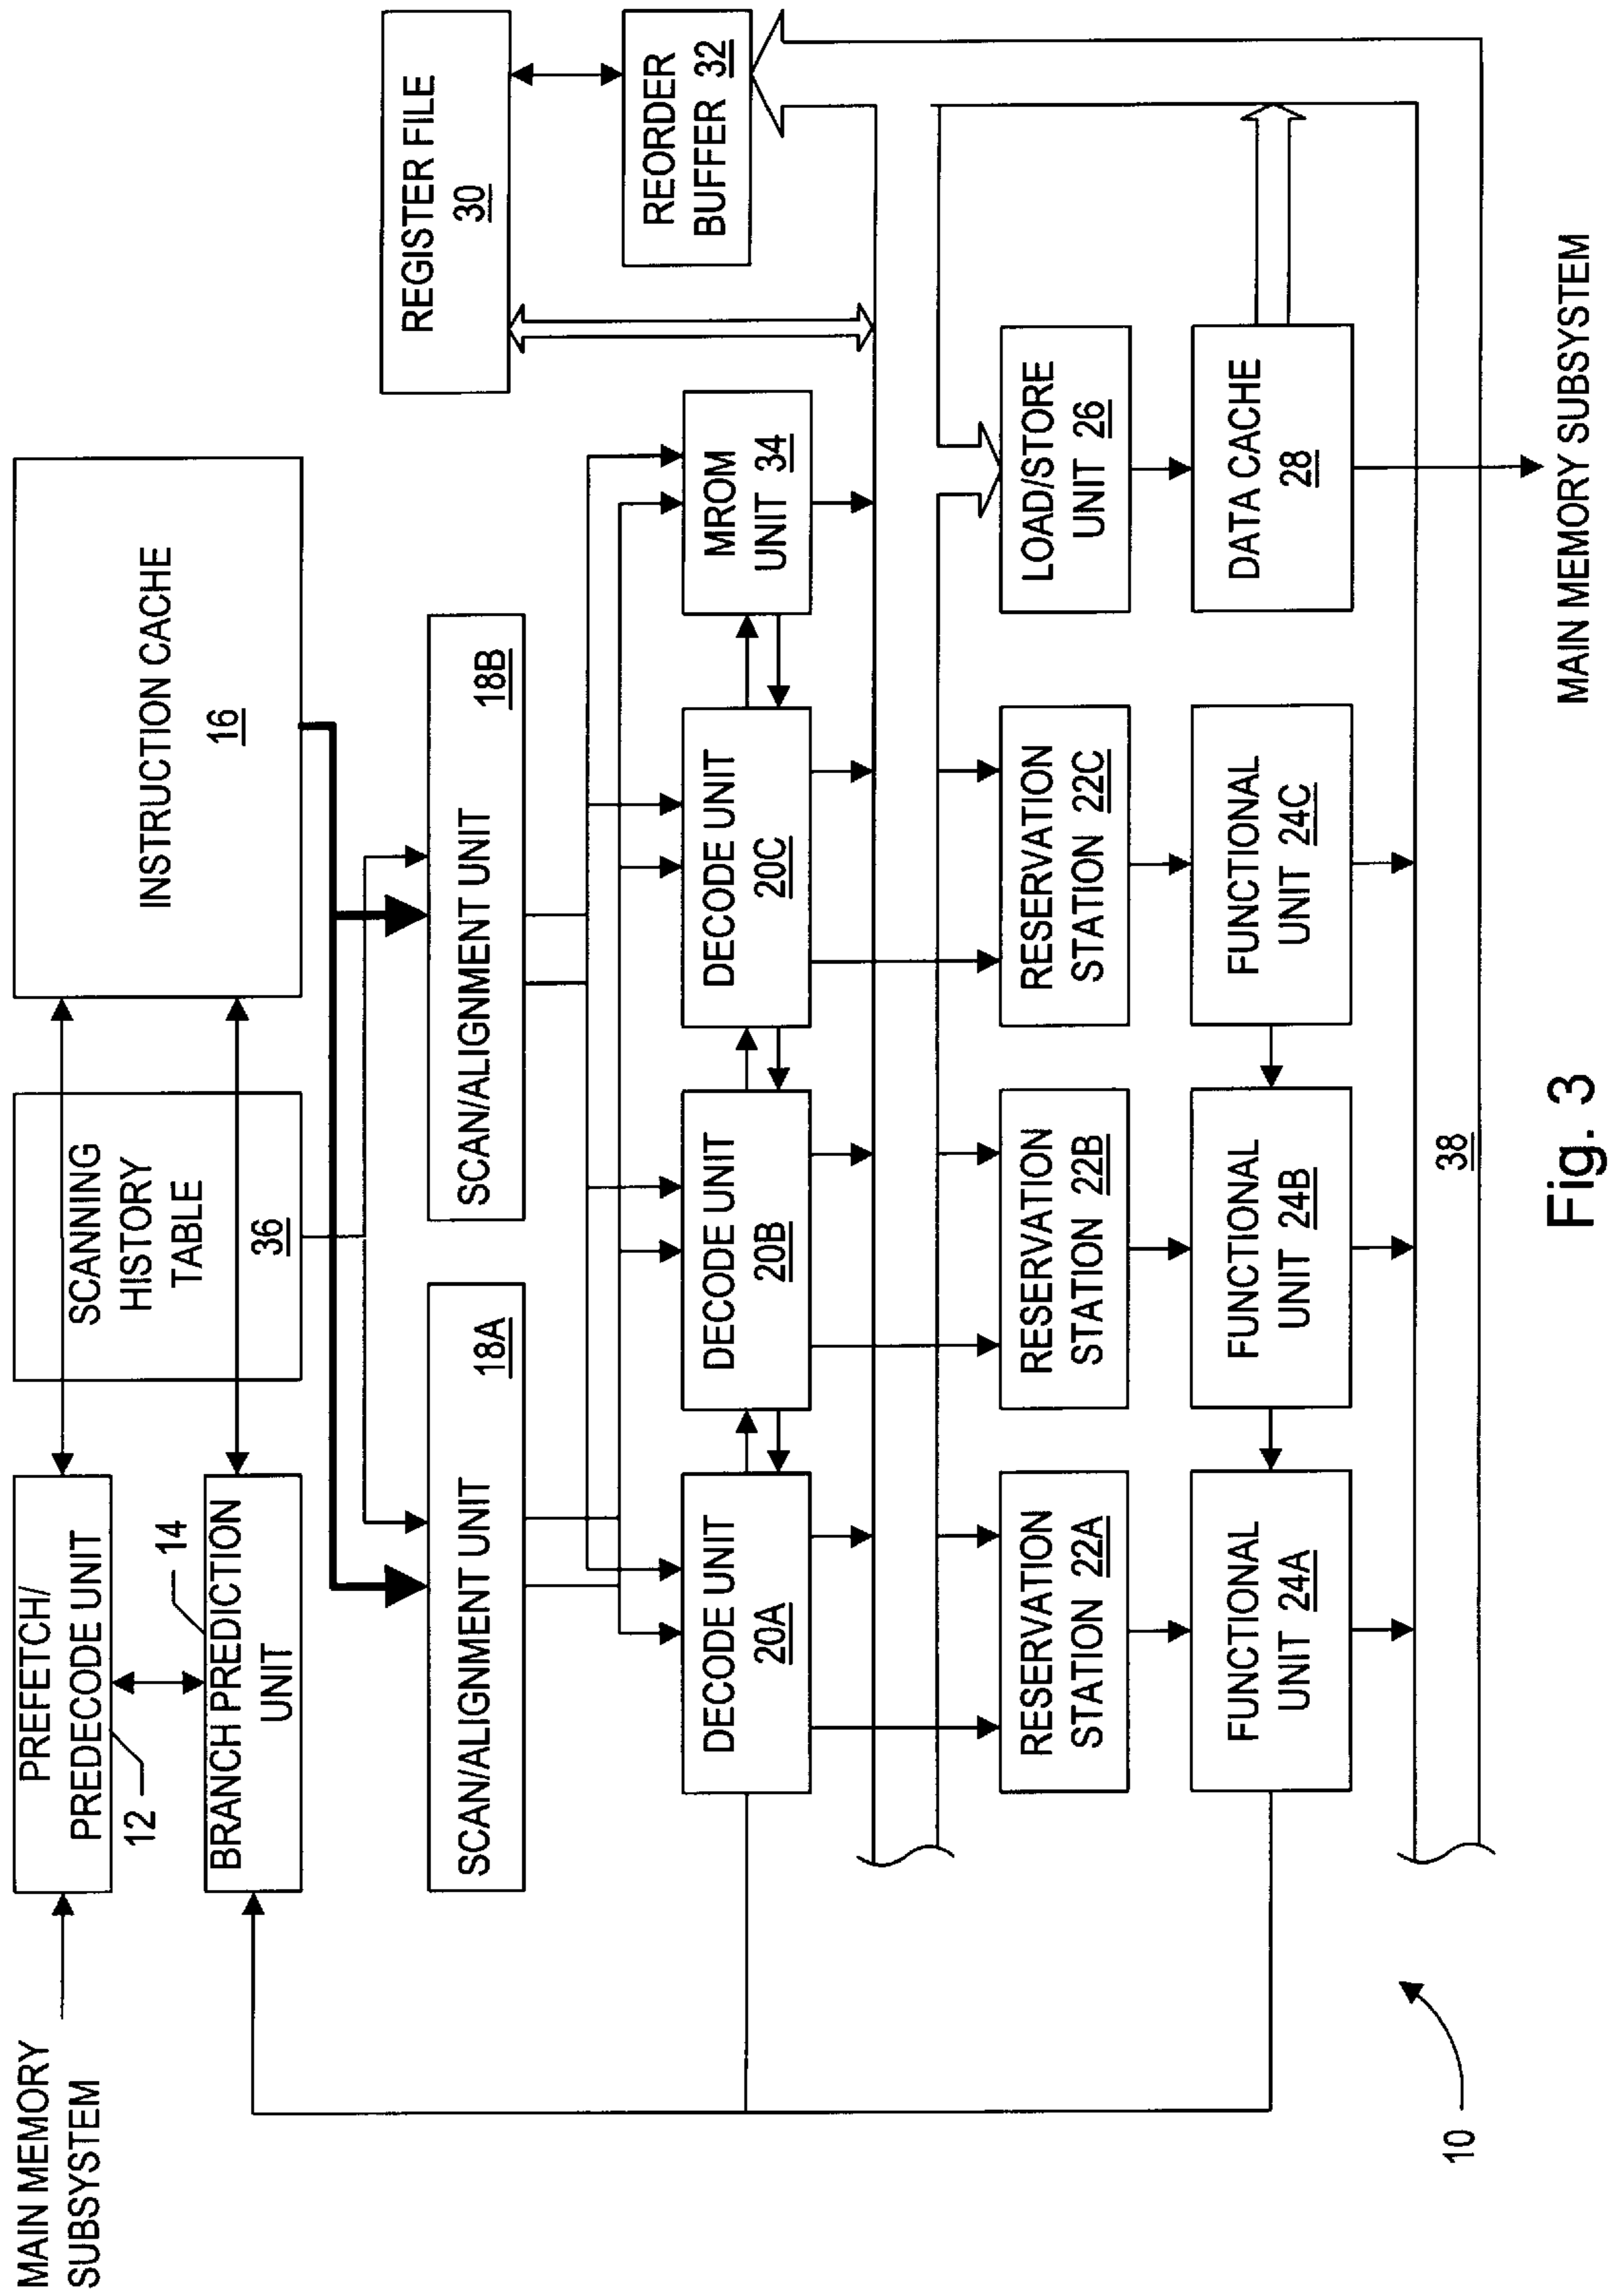 MAIN MEMORY
SUBSYSTEM
PREFETCH/
PREDECODE UNIT
12
BRANCH PREDICTION
UNIT
14
SCANNING
HISTORY
TABLE
36
INSTRUCTION CACHE
16
SCAN/ALIGNMENT UNIT
18A
SCAN/ALIGNMENT UNIT
18B
REGISTER FILE
30
REORDER
BUFFER 32
DECODE UNIT
20A
DECODE UNIT
20B
DECODE UNIT
20C
MROM
UNIT 34
RESERVATION
STATION 22A
RESERVATION
STATION 22B
RESERVATION
STATION 22C
LOAD/STORE
UNIT 26
FUNCTIONAL
UNIT 24A
FUNCTIONAL
UNIT 24B
FUNCTIONAL
UNIT 24C
DATA CACHE
28
38
10
MAIN MEMORY SUBSYSTEM
Fig. 3